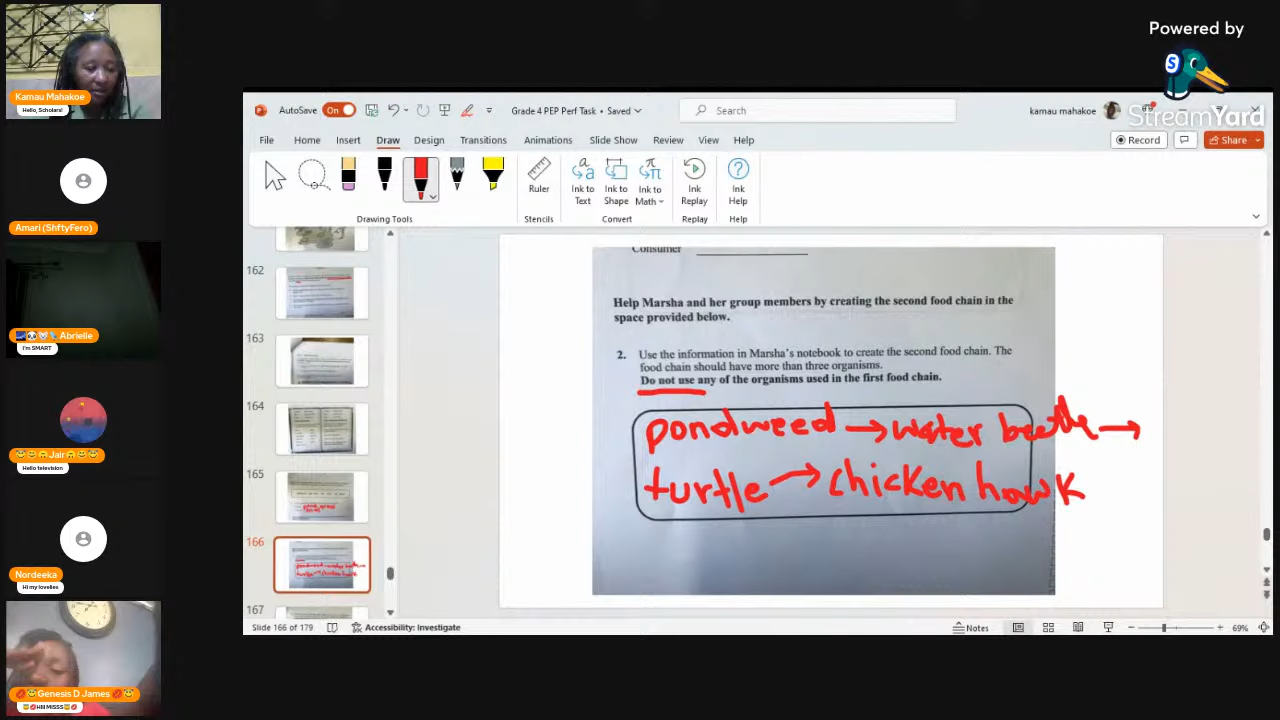 Powered by
StreamYard
Kamau Mahakoe
Hello, Scholars!
Amari (ShftyFero)
Abrielle
I'm SMART
Jair
Hello television
Nordeeka
Hi my lovelies
Genesis D James
HIII MISSS
AutoSave On
Grade 4 PEP Perf Task • Saved
Search
kamau mahakoe
File Home Insert Draw Design Transitions Animations Slide Show Record Review View Help
Record
Share
Ruler
Ink to Text
Ink to Shape
Ink to Math
Ink Replay
Ink Help
Drawing Tools
Stencils
Convert
Replay
Help
162
163
164
165
166
167
Consumer
Help Marsha and her group members by creating the second food chain in the
space provided below.
2. Use the information in Marsha's notebook to create the second food chain. The
food chain should have more than three organisms.
Do not use any of the organisms used in the first food chain.
pondweed → water beetle →
turtle → chicken hawk
Slide 166 of 179
Accessibility: Investigate
Notes
69%